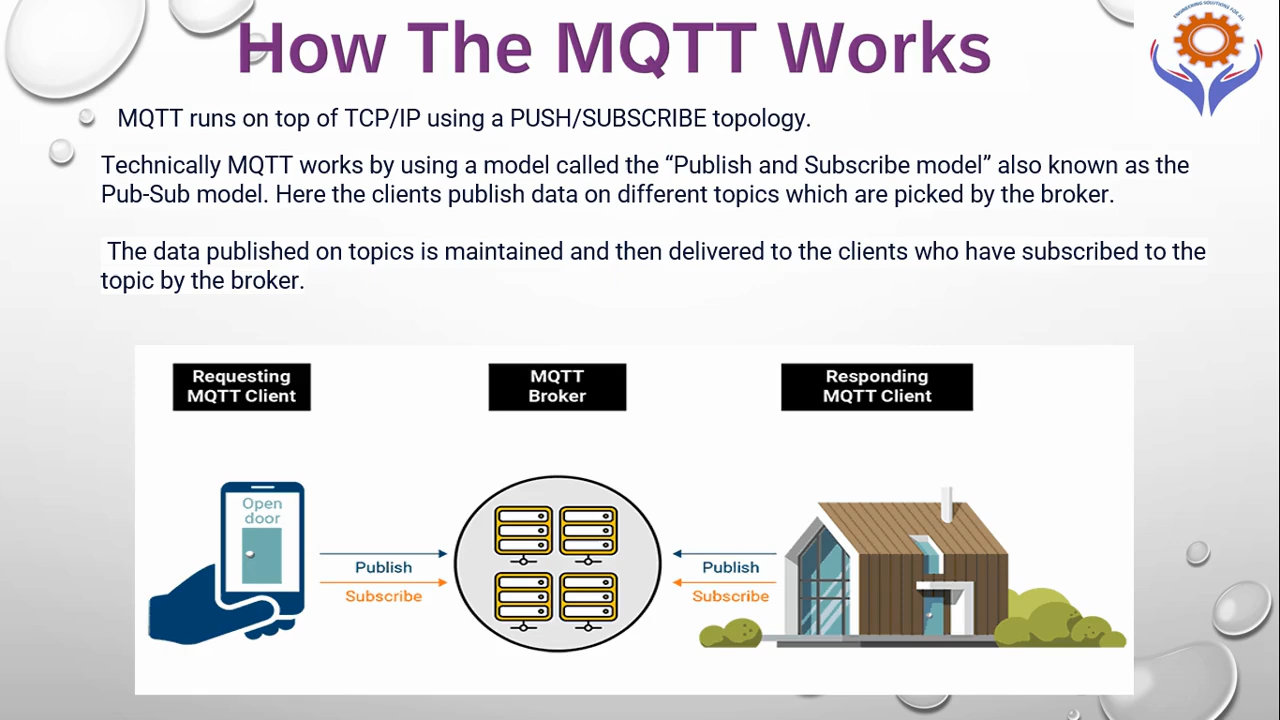 How The MQTT Works
ENGINEERING SOLUTIONS FOR ALL
MQTT runs on top of TCP/IP using a PUSH/SUBSCRIBE topology.
Technically MQTT works by using a model called the “Publish and Subscribe model” also known as the
Pub-Sub model. Here the clients publish data on different topics which are picked by the broker.
The data published on topics is maintained and then delivered to the clients who have subscribed to the
topic by the broker.
Requesting
MQTT Client
MQTT
Broker
Responding
MQTT Client
Open
door
Publish
Subscribe
Publish
Subscribe